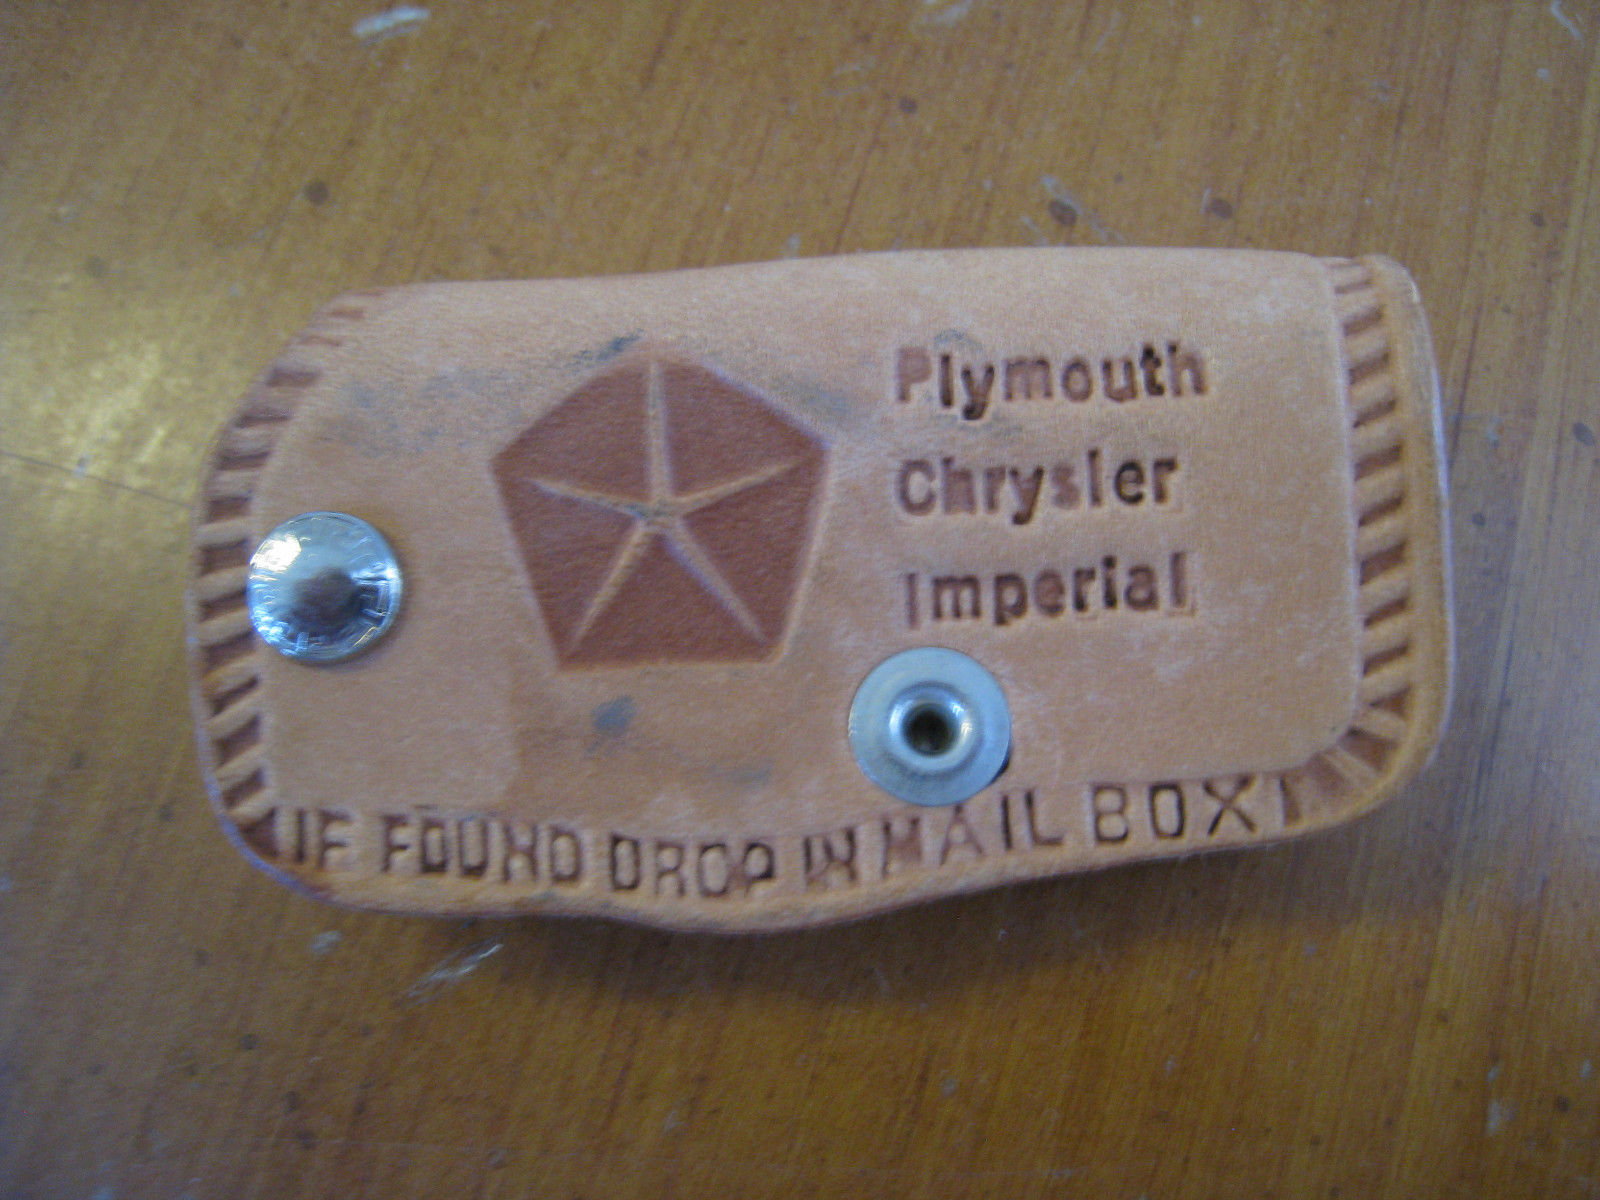 Plymouth
Chrysler
Imperial
IF FOUND DROP IN MAIL BOX